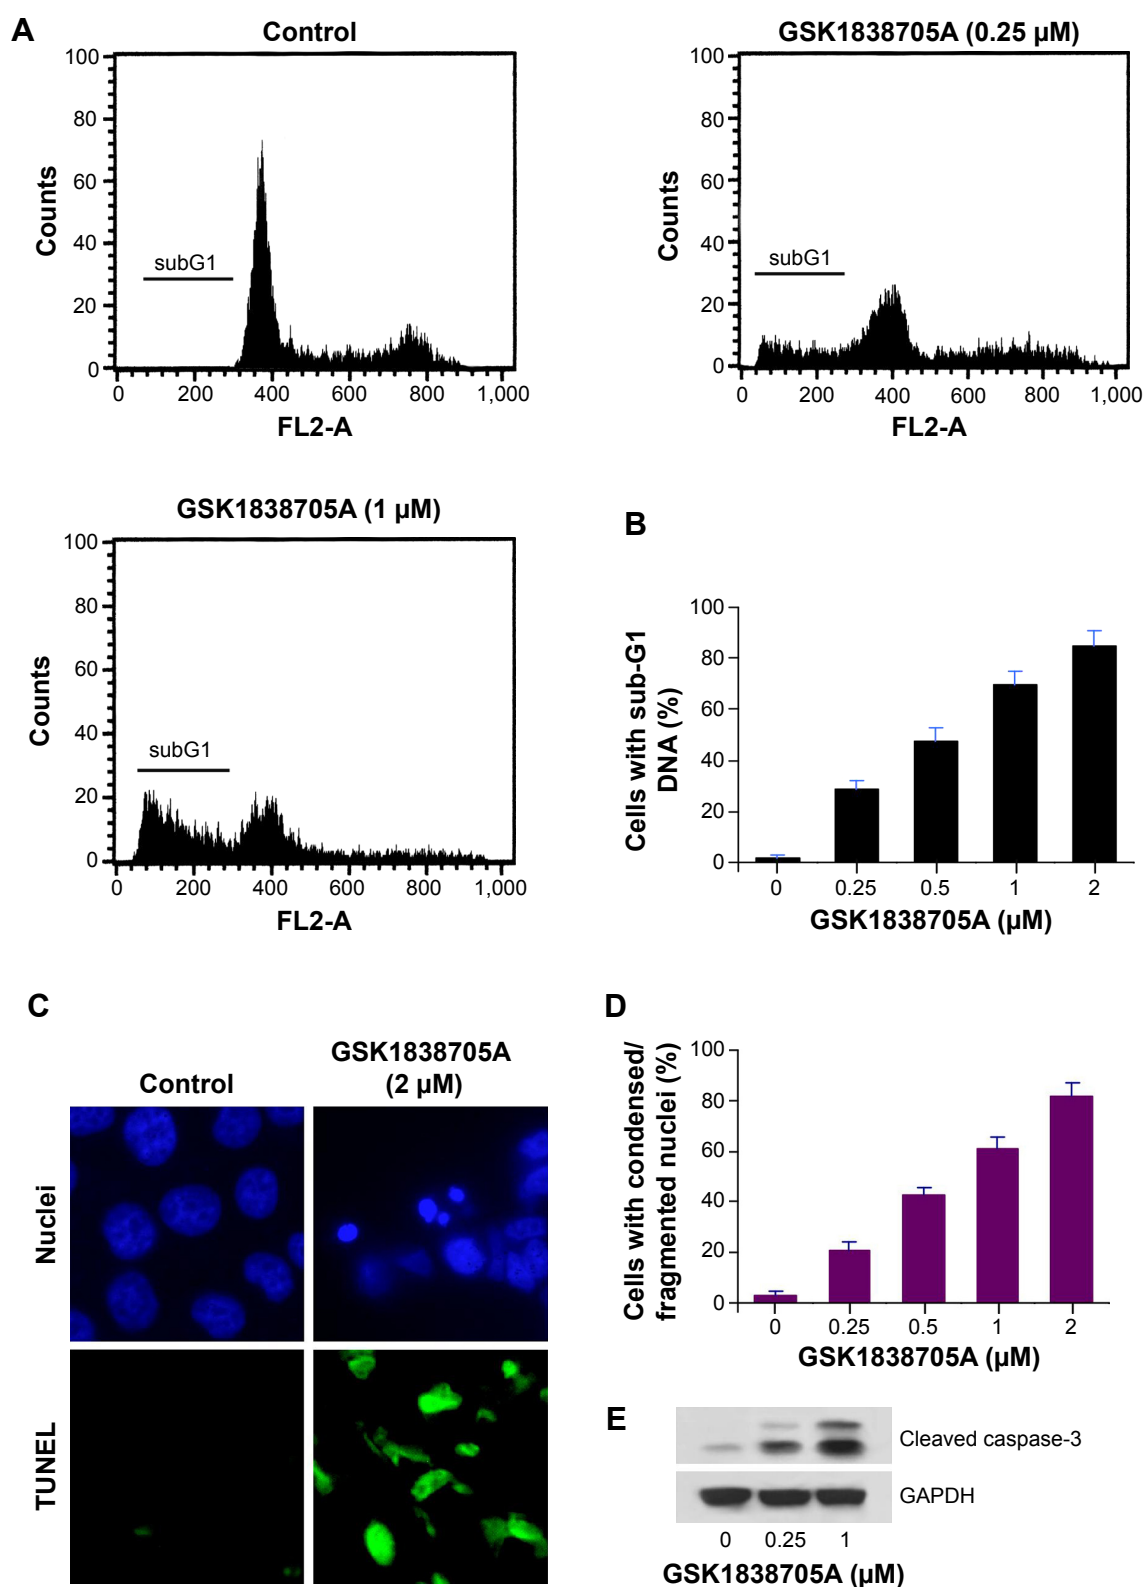 A
Control
100
80
60
40
20
0
Counts
subG1
0 200 400 600 800 1,000
FL2-A
GSK1838705A (0.25 µM)
100
80
60
40
20
0
Counts
subG1
0 200 400 600 800 1,000
FL2-A
GSK1838705A (1 µM)
100
80
60
40
20
0
Counts
subG1
0 200 400 600 800 1,000
FL2-A
B
Cells with sub-G1
DNA (%)
100
80
60
40
20
0
0 0.25 0.5 1 2
GSK1838705A (µM)
C
Control
GSK1838705A
(2 µM)
Nuclei
TUNEL
D
Cells with condensed/
fragmented nuclei (%)
100
80
60
40
20
0
0 0.25 0.5 1 2
GSK1838705A (µM)
E
Cleaved caspase-3
GAPDH
0 0.25 1
GSK1838705A (µM)